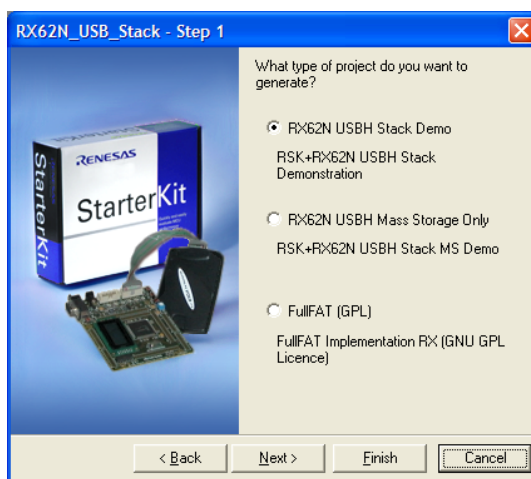 RX62N_USB_Stack - Step 1
What type of project do you want to
generate?
RX62N USBH Stack Demo
RSK+RX62N USBH Stack
Demonstration
RX62N USBH Mass Storage Only
RSK+RX62N USBH Stack MS Demo
FullFAT (GPL)
FullFAT Implementation RX (GNU GPL
Licence)
RENESAS
StarterKit
StarterKit
< Back
Next >
Finish
Cancel